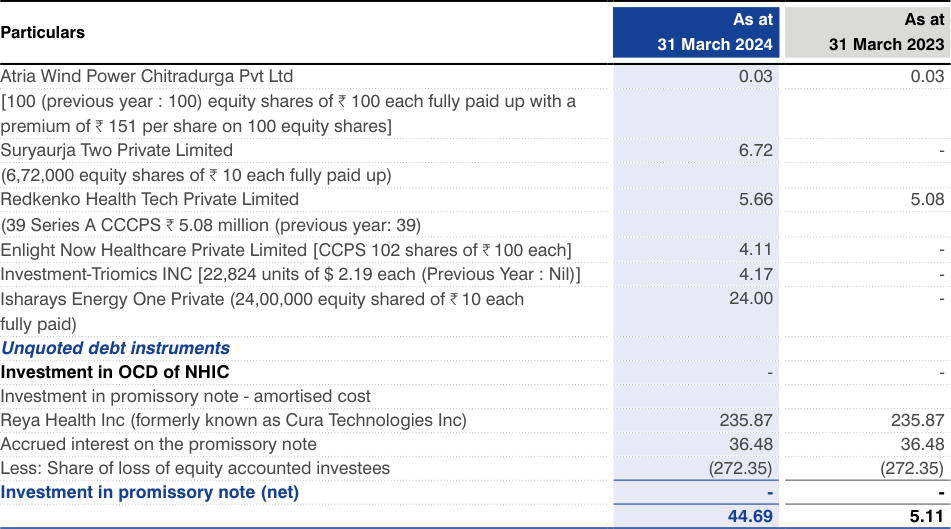 Particulars As at 31 March 2024 As at 31 March 2023
Atria Wind Power Chitradurga Pvt Ltd 0.03 0.03
[100 (previous year : 100) equity shares of ₹ 100 each fully paid up with a
premium of ₹ 151 per share on 100 equity shares]
Suryaurja Two Private Limited 6.72 -
(6,72,000 equity shares of ₹ 10 each fully paid up)
Redkenko Health Tech Private Limited 5.66 5.08
(39 Series A CCCPS ₹ 5.08 million (previous year: 39)
Enlight Now Healthcare Private Limited [CCPS 102 shares of ₹ 100 each] 4.11 -
Investment-Triomics INC [22,824 units of $ 2.19 each (Previous Year : Nil)] 4.17 -
Isharays Energy One Private (24,00,000 equity shared of ₹ 10 each 24.00 -
fully paid)
Unquoted debt instruments
Investment in OCD of NHIC - -
Investment in promissory note - amortised cost
Reya Health Inc (formerly known as Cura Technologies Inc) 235.87 235.87
Accrued interest on the promissory note 36.48 36.48
Less: Share of loss of equity accounted investees (272.35) (272.35)
Investment in promissory note (net) - -
44.69 5.11